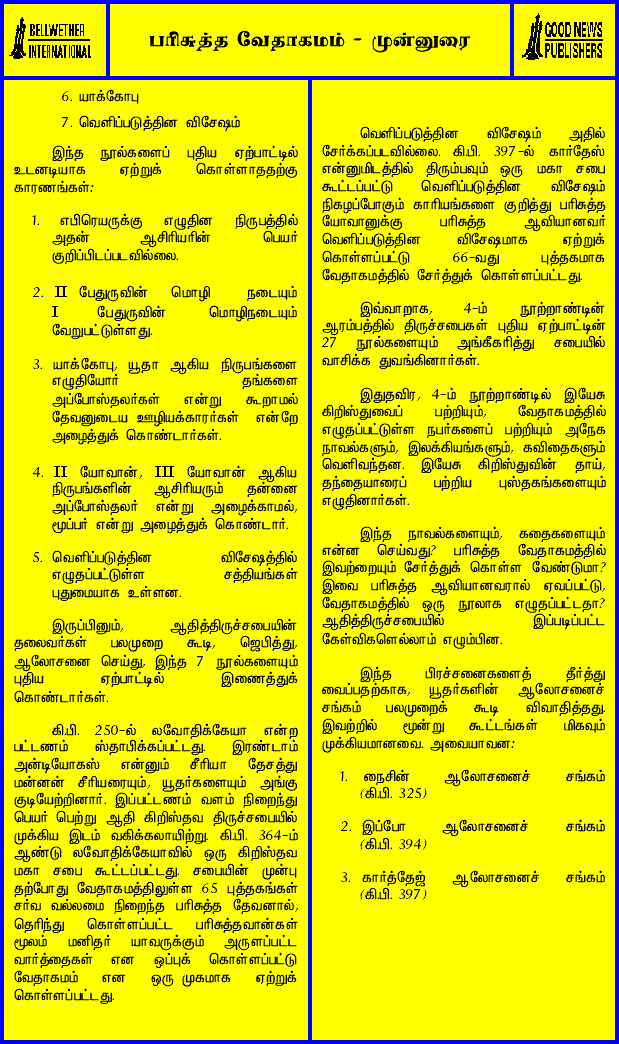 BELLWETHER
INTERNATIONAL
பரிசுத்த வேதாகமம் - முன்னுரை
GOOD NEWS
PUBLISHERS
6. யாக்கோபு
7. வெளிப்படுத்தின விசேஷம்
இந்த நூல்களைப் புதிய ஏற்பாட்டில்
உடனடியாக ஏற்றுக் கொள்ளாததற்கு
காரணங்கள்:
1. எபிரெயருக்கு எழுதின நிருபத்தில்
அதன் ஆசிரியரின் பெயர்
குறிப்பிடப்படவில்லை.
2. II பேதுருவின் மொழி நடையும்
I பேதுருவின் மொழிநடையும்
வேறுபட்டுள்ளது.
3. யாக்கோபு, யூதா ஆகிய நிருபங்களை
எழுதியோர் தங்களை
அப்போஸ்தலர்கள் என்று கூறாமல்
தேவனுடைய ஊழியக்காரர்கள் என்றே
அழைத்துக் கொண்டார்கள்.
4. II யோவான், III யோவான் ஆகிய
நிருபங்களின் ஆசிரியரும் தன்னை
அப்போஸ்தலர் என்று அழைக்காமல்,
மூப்பர் என்று அழைத்துக் கொண்டார்.
5. வெளிப்படுத்தின விசேஷத்தில்
எழுதப்பட்டுள்ள சத்தியங்கள்
புதுமையாக உள்ளன.
இருப்பினும், ஆதித்திருச்சபையின்
தலைவர்கள் பலமுறை கூடி, ஜெபித்து,
ஆலோசனை செய்து, இந்த 7 நூல்களையும்
புதிய ஏற்பாட்டில் இணைத்துக்
கொண்டார்கள்.
கி.பி. 250-ல் லவோதிக்கேயா என்ற
பட்டணம் ஸ்தாபிக்கப்பட்டது. இரண்டாம்
அன்டியோகஸ் என்னும் சீரியா தேசத்து
மன்னன் சீரியரையும், யூதர்களையும் அங்கு
குடியேற்றினார். இப்பட்டணம் வளம் நிறைந்து
பெயர் பெற்று ஆதி கிறிஸ்தவ திருச்சபையில்
முக்கிய இடம் வகிக்கலாயிற்று. கி.பி. 364-ம்
ஆண்டு லவோதிக்கேயாவில் ஒரு கிறிஸ்தவ
மகா சபை கூட்டப்பட்டது. சபையின் முன்பு
தற்போது வேதாகமத்திலுள்ள 65 புத்தகங்கள்
சர்வ வல்லமை நிறைந்த பரிசுத்த தேவனால்,
தெரிந்து கொள்ளப்பட்ட பரிசுத்தவான்கள்
மூலம் மனிதர் யாவருக்கும் அருளப்பட்ட
வார்த்தைகள் என ஒப்புக் கொள்ளப்பட்டு
வேதாகமம் என ஒரு முகமாக ஏற்றுக்
கொள்ளப்பட்டது.
வெளிப்படுத்தின விசேஷம் அதில்
சேர்க்கப்படவில்லை. கி.பி. 397-ல் கார்தேஸ்
என்னுமிடத்தில் திரும்பவும் ஒரு மகா சபை
கூட்டப்பட்டு வெளிப்படுத்தின விசேஷம்
நிகழப்போகும் காரியங்களை குறித்து பரிசுத்த
யோவானுக்கு பரிசுத்த ஆவியானவர்
வெளிப்படுத்தின விசேஷமாக ஏற்றுக்
கொள்ளப்பட்டு 66-வது புத்தகமாக
வேதாகமத்தில் சேர்த்துக் கொள்ளப்பட்டது.
இவ்வாறாக, 4-ம் நூற்றாண்டின்
ஆரம்பத்தில் திருச்சபைகள் புதிய ஏற்பாட்டின்
27 நூல்களையும் அங்கீகரித்து சபையில்
வாசிக்க துவங்கினார்கள்.
இதுதவிர, 4-ம் நூற்றாண்டில் இயேசு
கிறிஸ்துவைப் பற்றியும், வேதாகமத்தில்
எழுதப்பட்டுள்ள நபர்களைப் பற்றியும் அநேக
நாவல்களும், இலக்கியங்களும், கவிதைகளும்
வெளிவந்தன. இயேசு கிறிஸ்துவின் தாய்,
தந்தையாரைப் பற்றிய புஸ்தகங்களையும்
எழுதினார்கள்.
இந்த நாவல்களையும், கதைகளையும்
என்ன செய்வது? பரிசுத்த வேதாகமத்தில்
இவற்றையும் சேர்த்துக் கொள்ள வேண்டுமா?
இவை பரிசுத்த ஆவியானவரால் ஏவப்பட்டு,
வேதாகமத்தில் ஒரு நூலாக எழுதப்பட்டதா?
ஆதித்திருச்சபையில் இப்படிப்பட்ட
கேள்விகளெல்லாம் எழும்பின.
இந்த பிரச்சனைகளைத் தீர்த்து
வைப்பதற்காக, யூதர்களின் ஆலோசனைச்
சங்கம் பலமுறைக் கூடி விவாதித்தது.
இவற்றில் மூன்று கூட்டங்கள் மிகவும்
முக்கியமானவை. அவையாவன:
1. நைசின் ஆலோசனைச் சங்கம்
(கி.பி. 325)
2. இப்போ ஆலோசனைச் சங்கம்
(கி.பி. 394)
3. கார்த்தேஜ் ஆலோசனைச் சங்கம்
(கி.பி. 397)